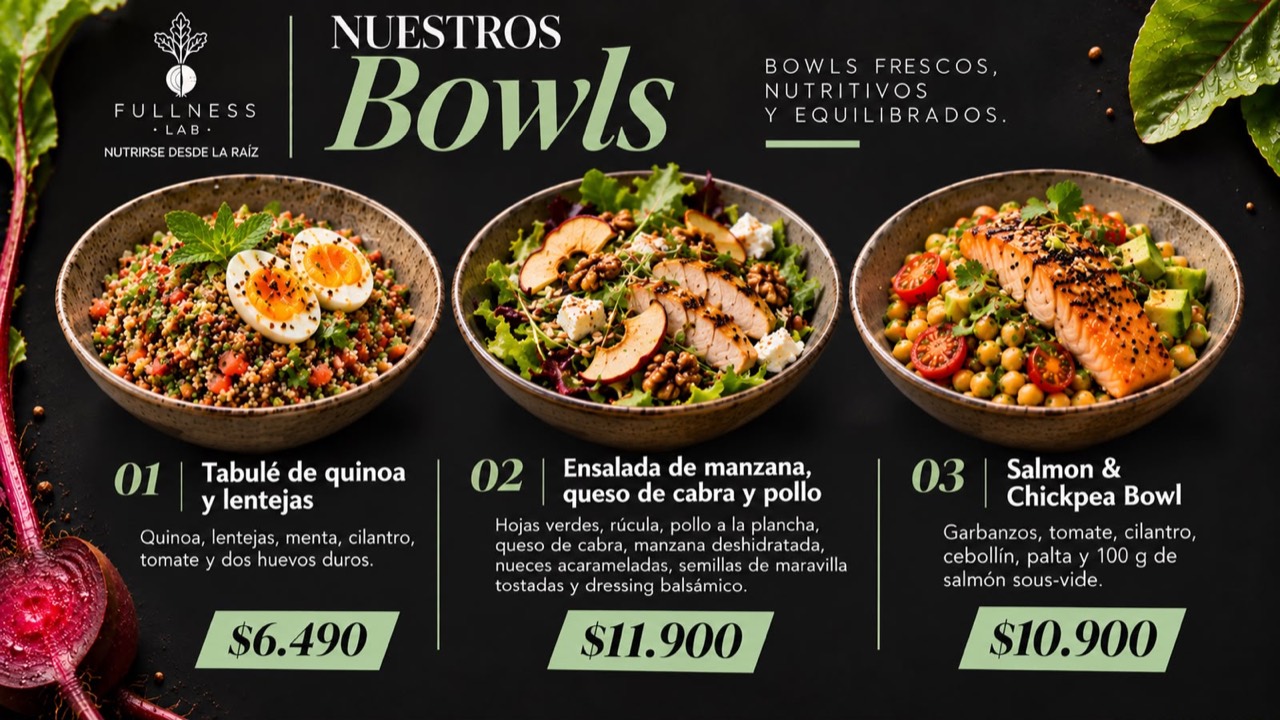 FULLNESS
· LAB ·
NUTRIRSE DESDE LA RAÍZ
NUESTROS
Bowls
BOWLS FRESCOS,
NUTRITIVOS
Y EQUILIBRADOS.
01
Tabulé de quinoa
y lentejas
Quinoa, lentejas, menta, cilantro,
tomate y dos huevos duros.
$6.490
02
Ensalada de manzana,
queso de cabra y pollo
Hojas verdes, rúcula, pollo a la plancha,
queso de cabra, manzana deshidratada,
nueces acarameladas, semillas de maravilla
tostadas y dressing balsámico.
$11.900
03
Salmon &
Chickpea Bowl
Garbanzos, tomate, cilantro,
cebollín, palta y 100 g de
salmón sous-vide.
$10.900